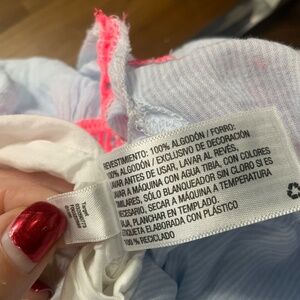 REVESTIMIENTO: 100% ALGODÓN / FORRO:
100% ALGODÓN / EXCLUSIVO DE DECORACIÓN
LAVAR ANTES DE USAR, LAVAR AL REVÉS,
LAVAR A MÁQUINA CON AGUA TIBIA, CON COLORES
SIMILARES, SÓLO BLANQUEADOR SIN CLORO SI ES
NECESARIO. SECAR A MÁQUINA A TEMPERATURA
BAJA, PLANCHAR EN TEMPLADO.
ETIQUETA ELABORADA CON PLÁSTICO
100 % RECICLADO
Target